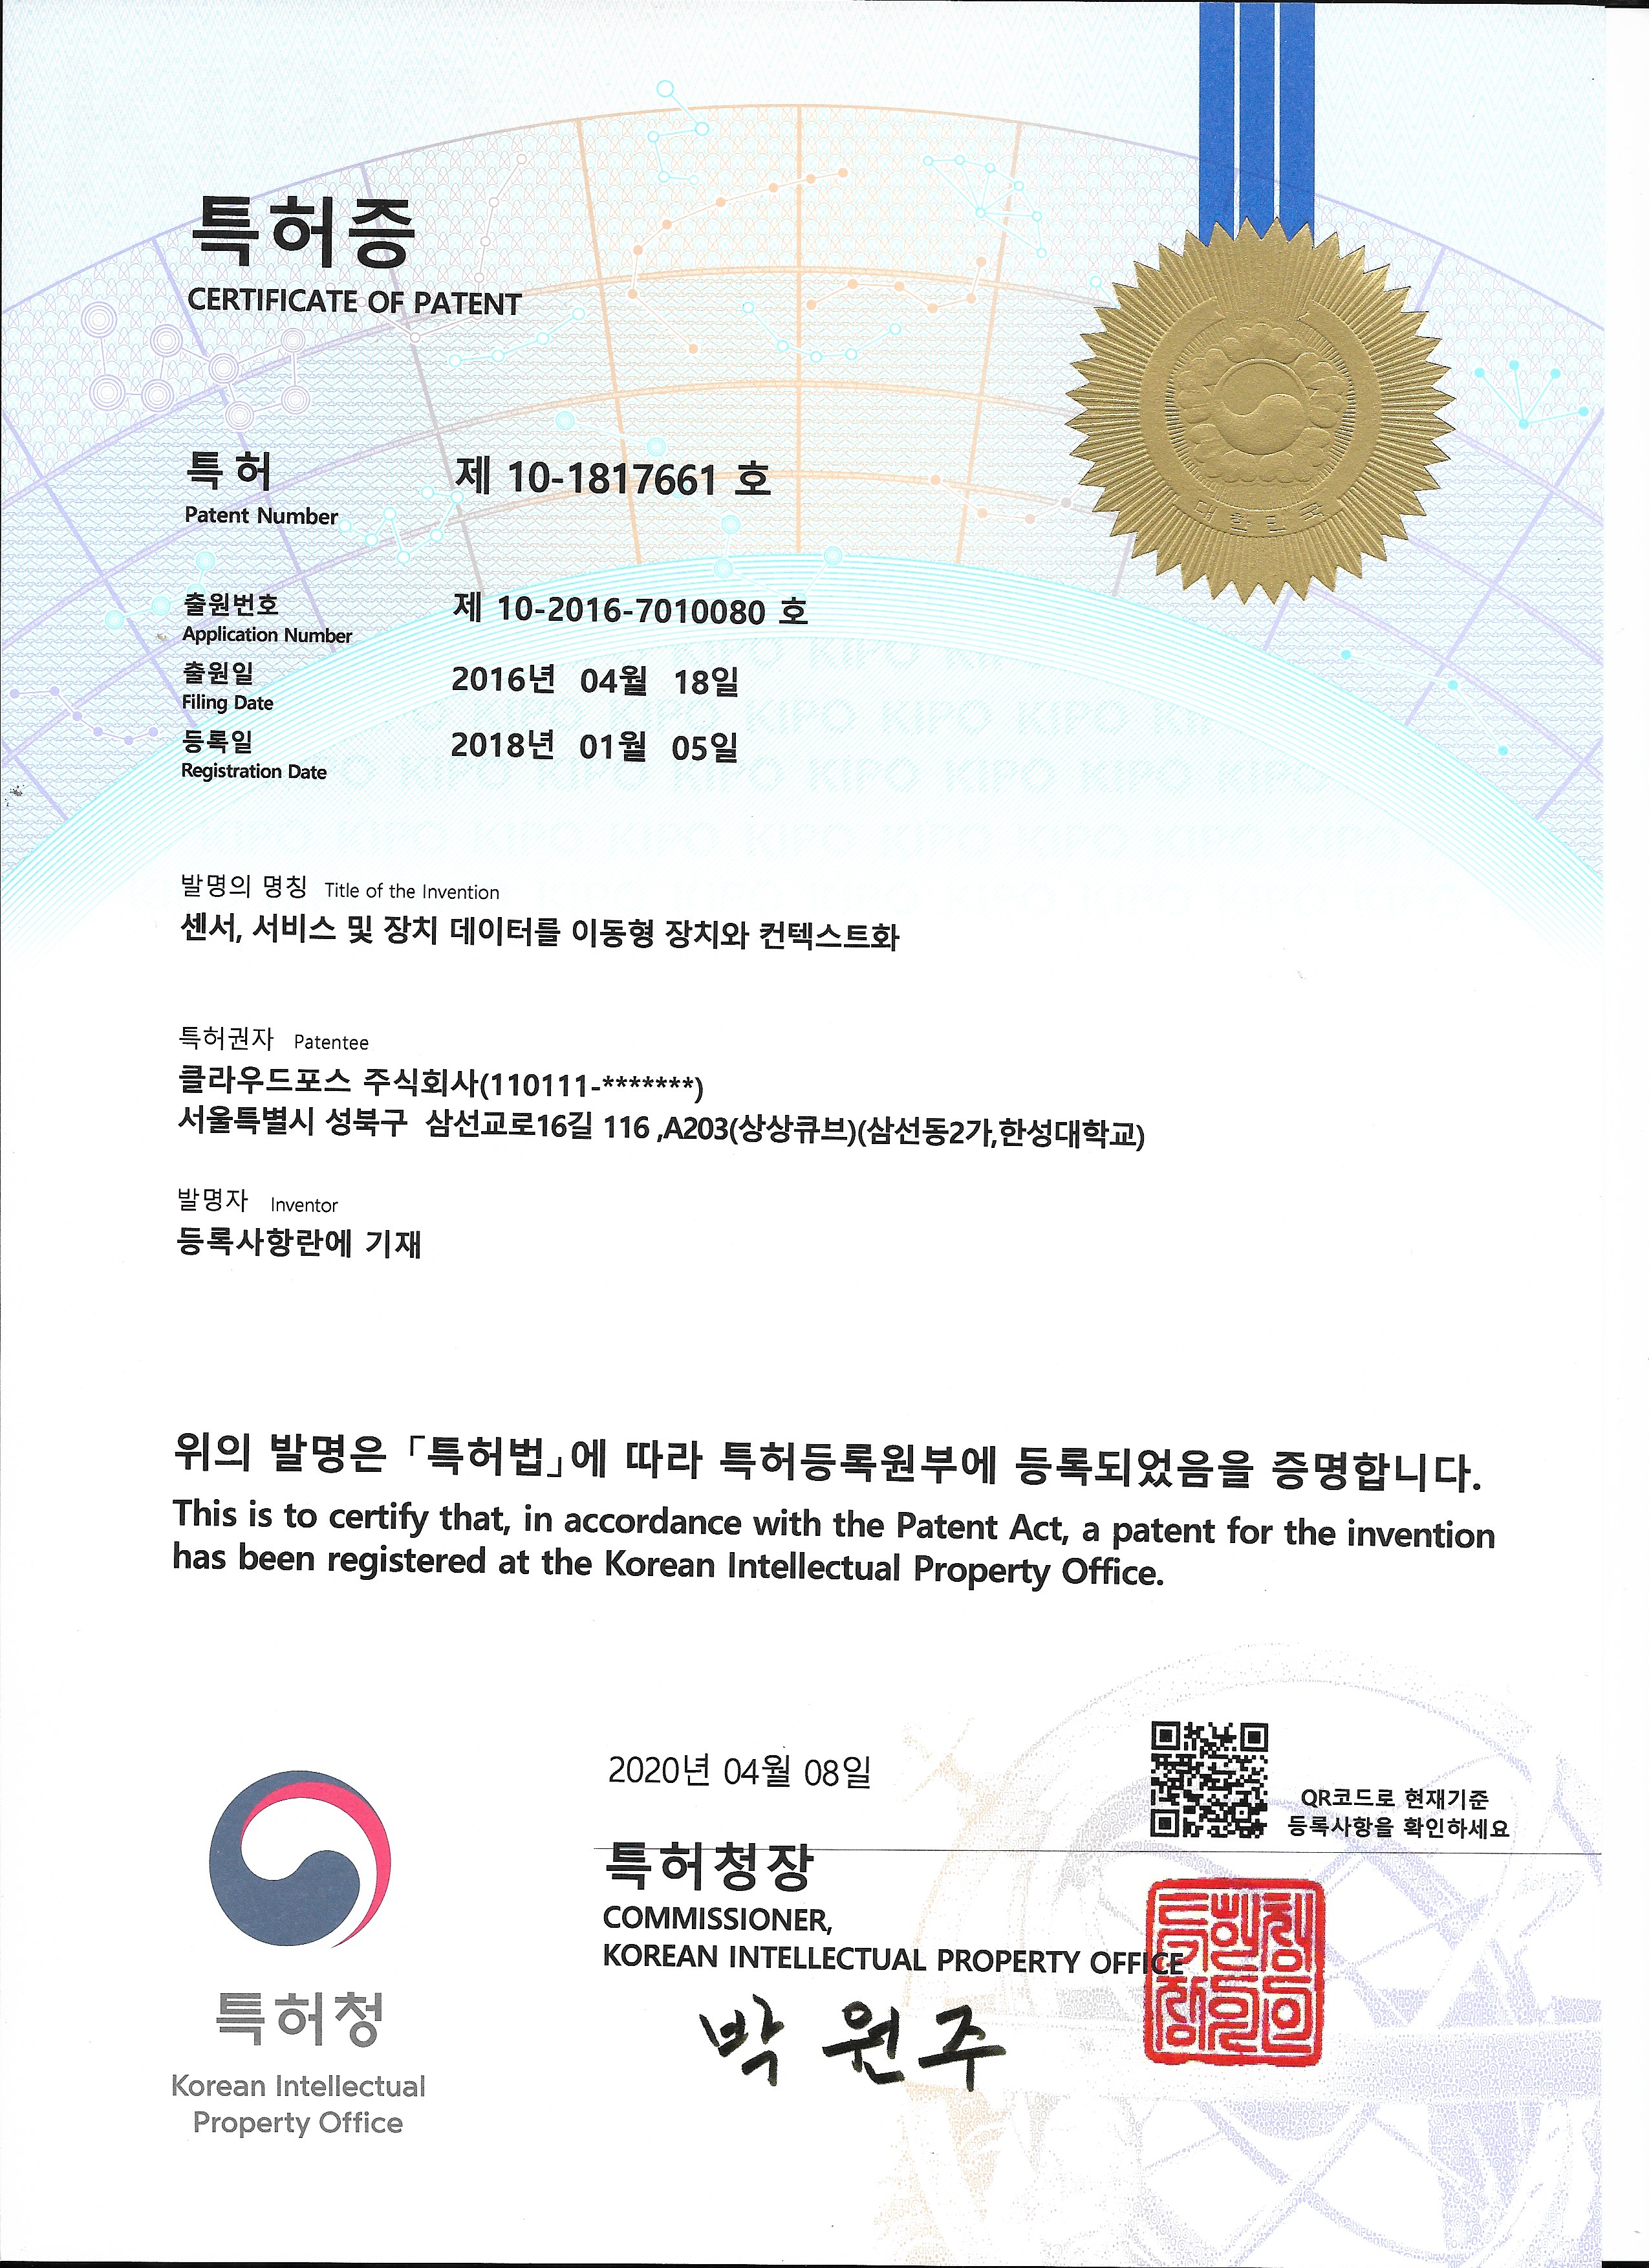 특허증
CERTIFICATE OF PATENT
특 허 제 10-1817661 호
Patent Number
출원번호 제 10-2016-7010080 호
Application Number
출원일 2016년 04월 18일
Filing Date
등록일 2018년 01월 05일
Registration Date
발명의 명칭 Title of the Invention
센서, 서비스 및 장치 데이터를 이동형 장치와 컨텍스트화
특허권자 Patentee
클라우드포스 주식회사(110111-*******)
서울특별시 성북구 삼선교로16길 116 ,A203(상상큐브)(삼선동2가,한성대학교)
발명자 Inventor
등록사항란에 기재
위의 발명은 「특허법」에 따라 특허등록원부에 등록되었음을 증명합니다.
This is to certify that, in accordance with the Patent Act, a patent for the invention
has been registered at the Korean Intellectual Property Office.
2020년 04월 08일
QR코드로 현재기준
등록사항을 확인하세요
특허청장
COMMISSIONER,
KOREAN INTELLECTUAL PROPERTY OFFICE
박 원 주
특허청
Korean Intellectual
Property Office
대한민국